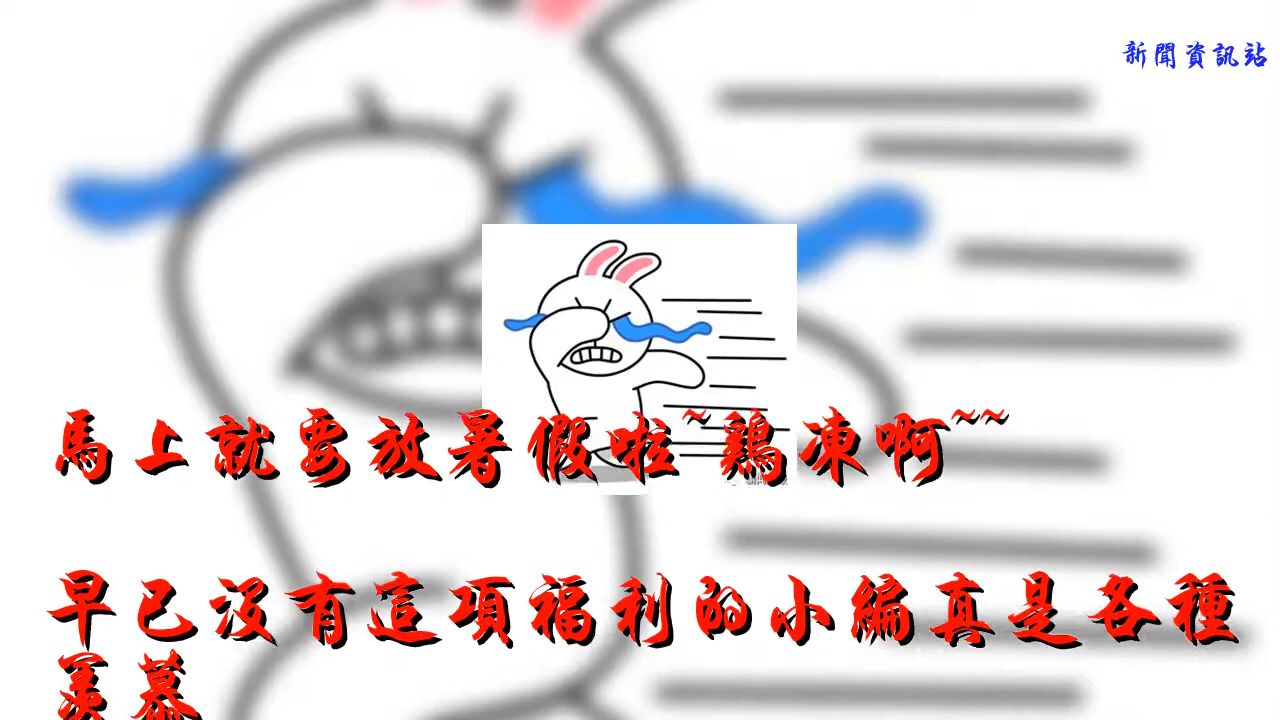 新聞資訊站
馬上就要放暑假啦~鷄凍啊~~
早已沒有這項福利的小編真是各種
羨慕